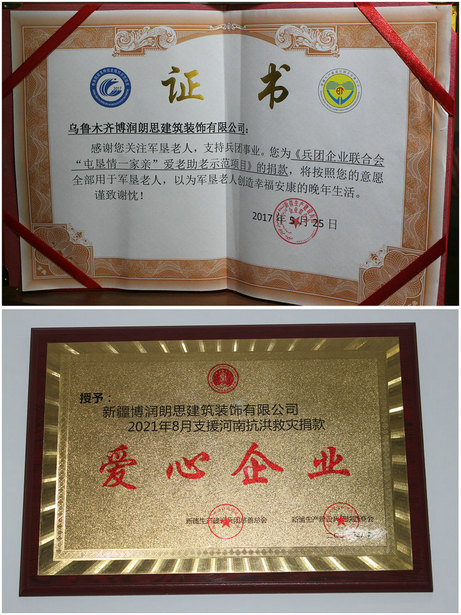 证 书
乌鲁木齐博润朗思建筑装饰有限公司：
感谢您关注军垦老人，支持兵团事业。您为《兵团企业联合会
“屯垦情一家亲”爱老助老示范项目》的捐款，将按照您的意愿
全部用于军垦老人，以为军垦老人创造幸福安康的晚年生活。
谨致谢忱！
2017 年 5 月 25 日
授予：
新疆博润朗思建筑装饰有限公司
2021年8月支援河南抗洪救灾捐款
爱心企业